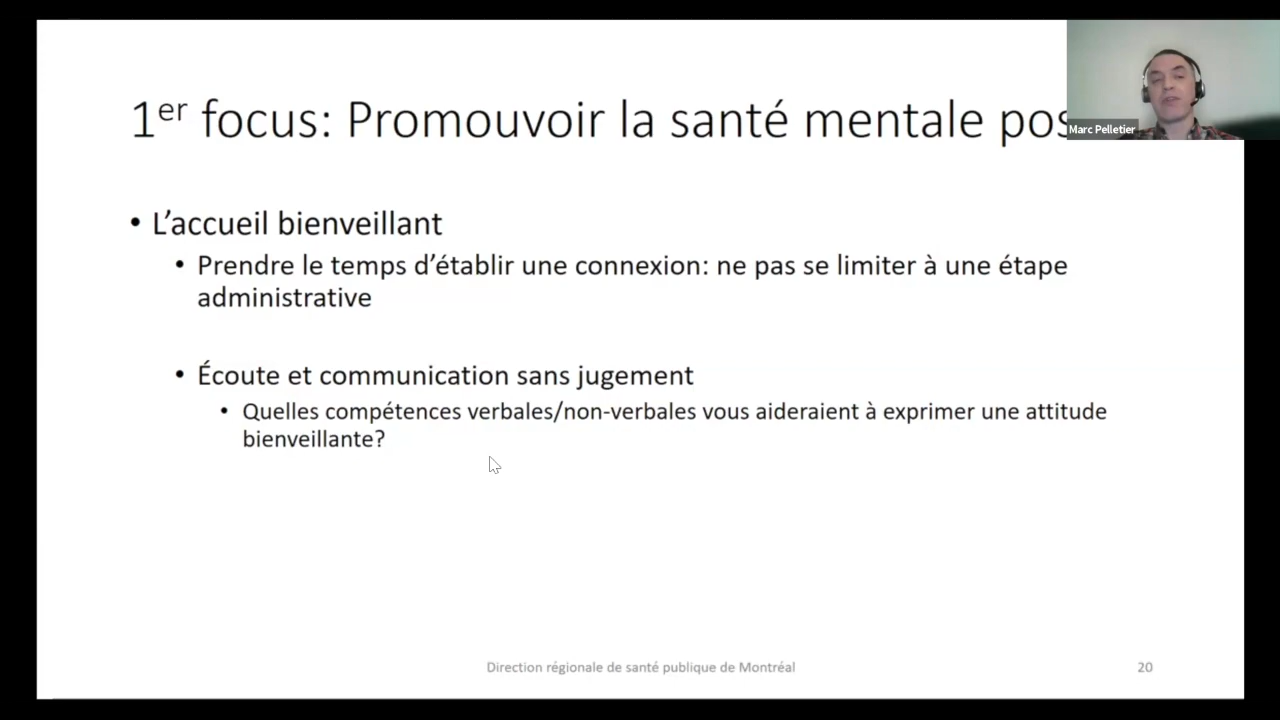 1er focus: Promouvoir la santé mentale pos
Marc Pelletier
• L’accueil bienveillant
• Prendre le temps d’établir une connexion: ne pas se limiter à une étape
administrative
• Écoute et communication sans jugement
• Quelles compétences verbales/non-verbales vous aideraient à exprimer une attitude
bienveillante?
Direction régionale de santé publique de Montréal
20